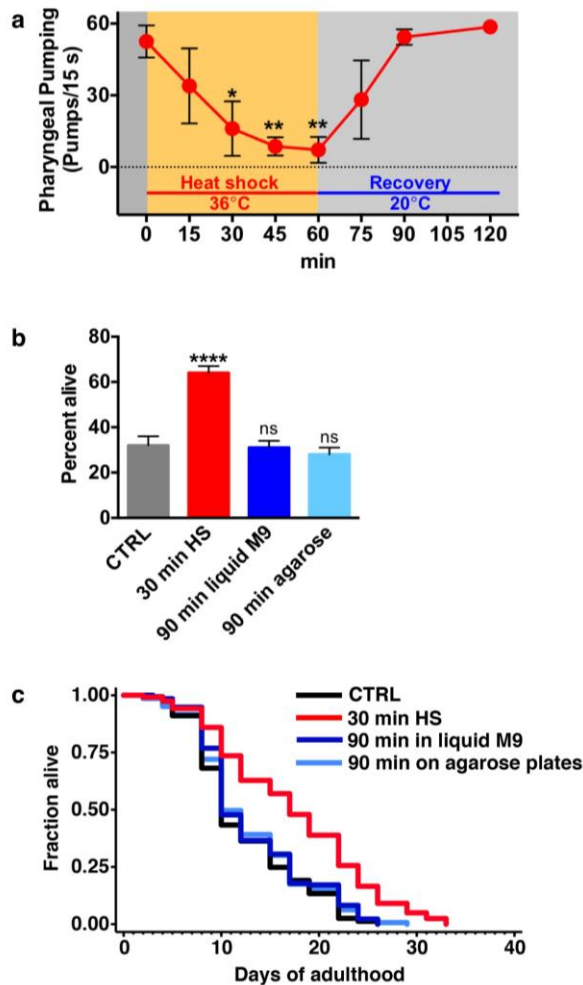 a
Pharyngeal Pumping
(Pumps/15 s)
60
30
0
*
**
**
Heat shock
36°C
Recovery
20°C
0 15 30 45 60 75 90 105 120
min
b
Percent alive
80
60
40
20
0
****
ns
ns
CTRL
30 min HS
90 min liquid M9
90 min agarose
c
Fraction alive
1.00
0.75
0.50
0.25
0.00
CTRL
30 min HS
90 min in liquid M9
90 min on agarose plates
0 10 20 30 40
Days of adulthood